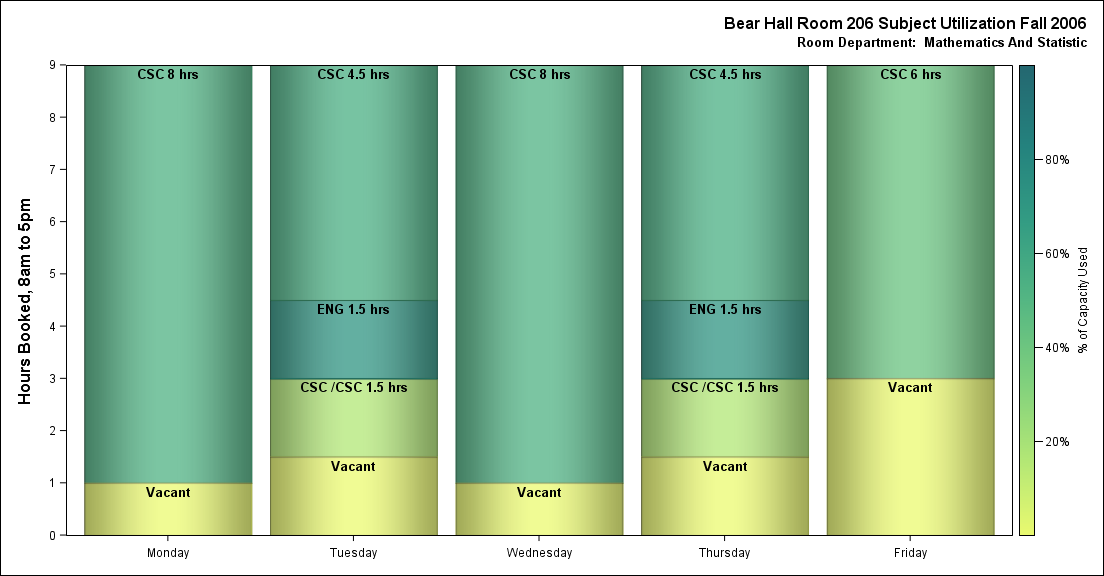 Bear Hall Room 206 Subject Utilization Fall 2006
Room Department:  Mathematics And Statistic
Hours Booked, 8am to 5pm
9
8
7
6
5
4
3
2
1
0
CSC 8 hrs
Vacant
CSC 4.5 hrs
ENG 1.5 hrs
CSC /CSC 1.5 hrs
Vacant
CSC 8 hrs
Vacant
CSC 4.5 hrs
ENG 1.5 hrs
CSC /CSC 1.5 hrs
Vacant
CSC 6 hrs
Vacant
Monday
Tuesday
Wednesday
Thursday
Friday
80%
60%
40%
20%
% of Capacity Used